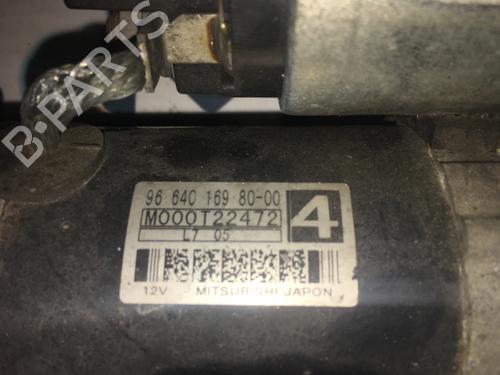 B-PARTS
96 640 169 80-00
M000T22472
4
L7 05
12V MITSUBISHI JAPON